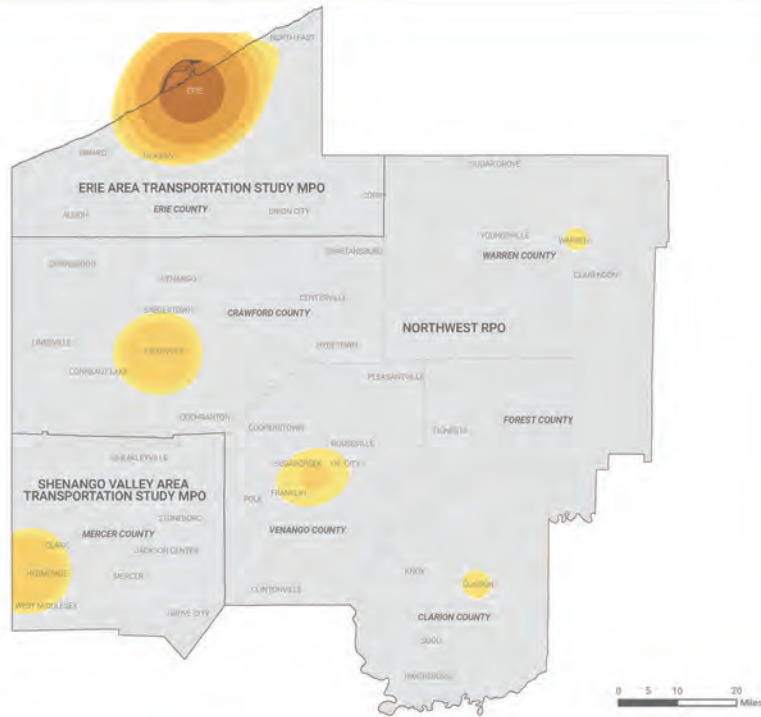 NORTH EAST
ERIE
GIRARD
ERIE AREA TRANSPORTATION STUDY MPO
ERIE COUNTY
ALBION
UNION CITY
CORRY
SUGAR GROVE
YOUNGSVILLE
WARREN
WARREN COUNTY
CLARENDON
SPARTANSBURG
VENANGO
CENTERVILLE
SAEGERTOWN
CRAWFORD COUNTY
NORTHWEST RPO
LINESVILLE
MEADVILLE
HYDETOWN
CONNEAUT LAKE
PLEASANTVILLE
COCHRANTON
COOPERSTOWN
FOREST COUNTY
TIONESTA
ROUSEVILLE
SHEAKLEYVILLE
SUGARCREEK
OIL CITY
SHENANGO VALLEY AREA
TRANSPORTATION STUDY MPO
FRANKLIN
POLK
STONEBORO
MERCER COUNTY
VENANGO COUNTY
CLARK
JACKSON CENTER
HERMITAGE
MERCER
KNOX
CLARION
CLINTONVILLE
WEST MIDDLESEX
GROVE CITY
CLARION COUNTY
SLIGO
0 5 10 20
Miles